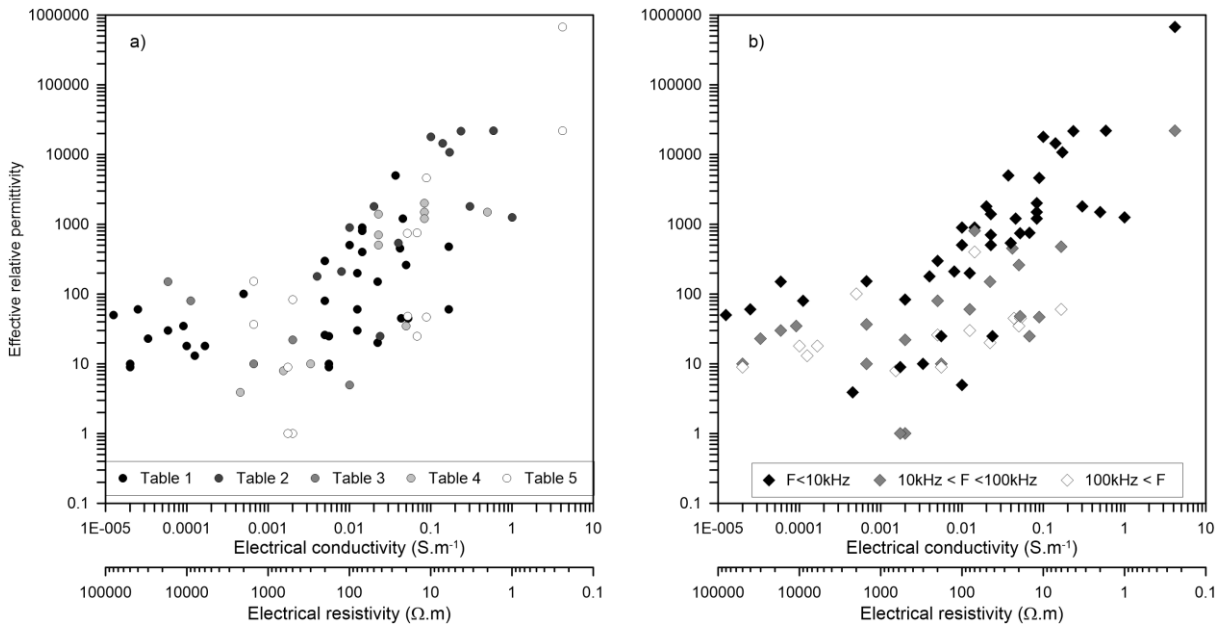 a)
Effective relative permittivity
1000000
100000
10000
1000
100
10
1
0.1
Table 1 Table 2 Table 3 Table 4 Table 5
1E-005 0.0001 0.001 0.01 0.1 1 10
Electrical conductivity (S.m⁻¹)
100000 10000 1000 100 10 1 0.1
Electrical resistivity (Ω.m)
b)
1000000
100000
10000
1000
100
10
1
0.1
F<10kHz 10kHz < F <100kHz 100kHz < F
1E-005 0.0001 0.001 0.01 0.1 1 10
Electrical conductivity (S.m⁻¹)
100000 10000 1000 100 10 1 0.1
Electrical resistivity (Ω.m)